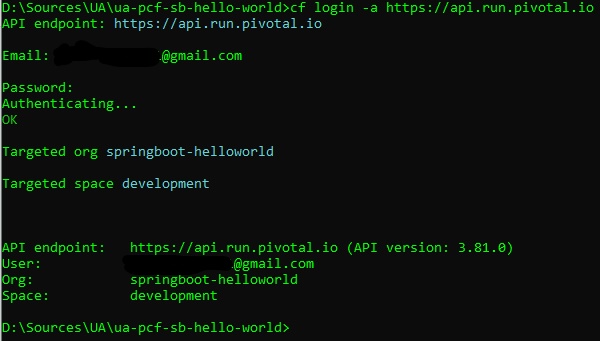 D:\Sources\UA\ua-pcf-sb-hello-world>cf login -a https://api.run.pivotal.io
API endpoint: https://api.run.pivotal.io
Email: @gmail.com
Password:
Authenticating...
OK
Targeted org springboot-helloworld
Targeted space development
API endpoint: https://api.run.pivotal.io (API version: 3.81.0)
User: @gmail.com
Org: springboot-helloworld
Space: development
D:\Sources\UA\ua-pcf-sb-hello-world>